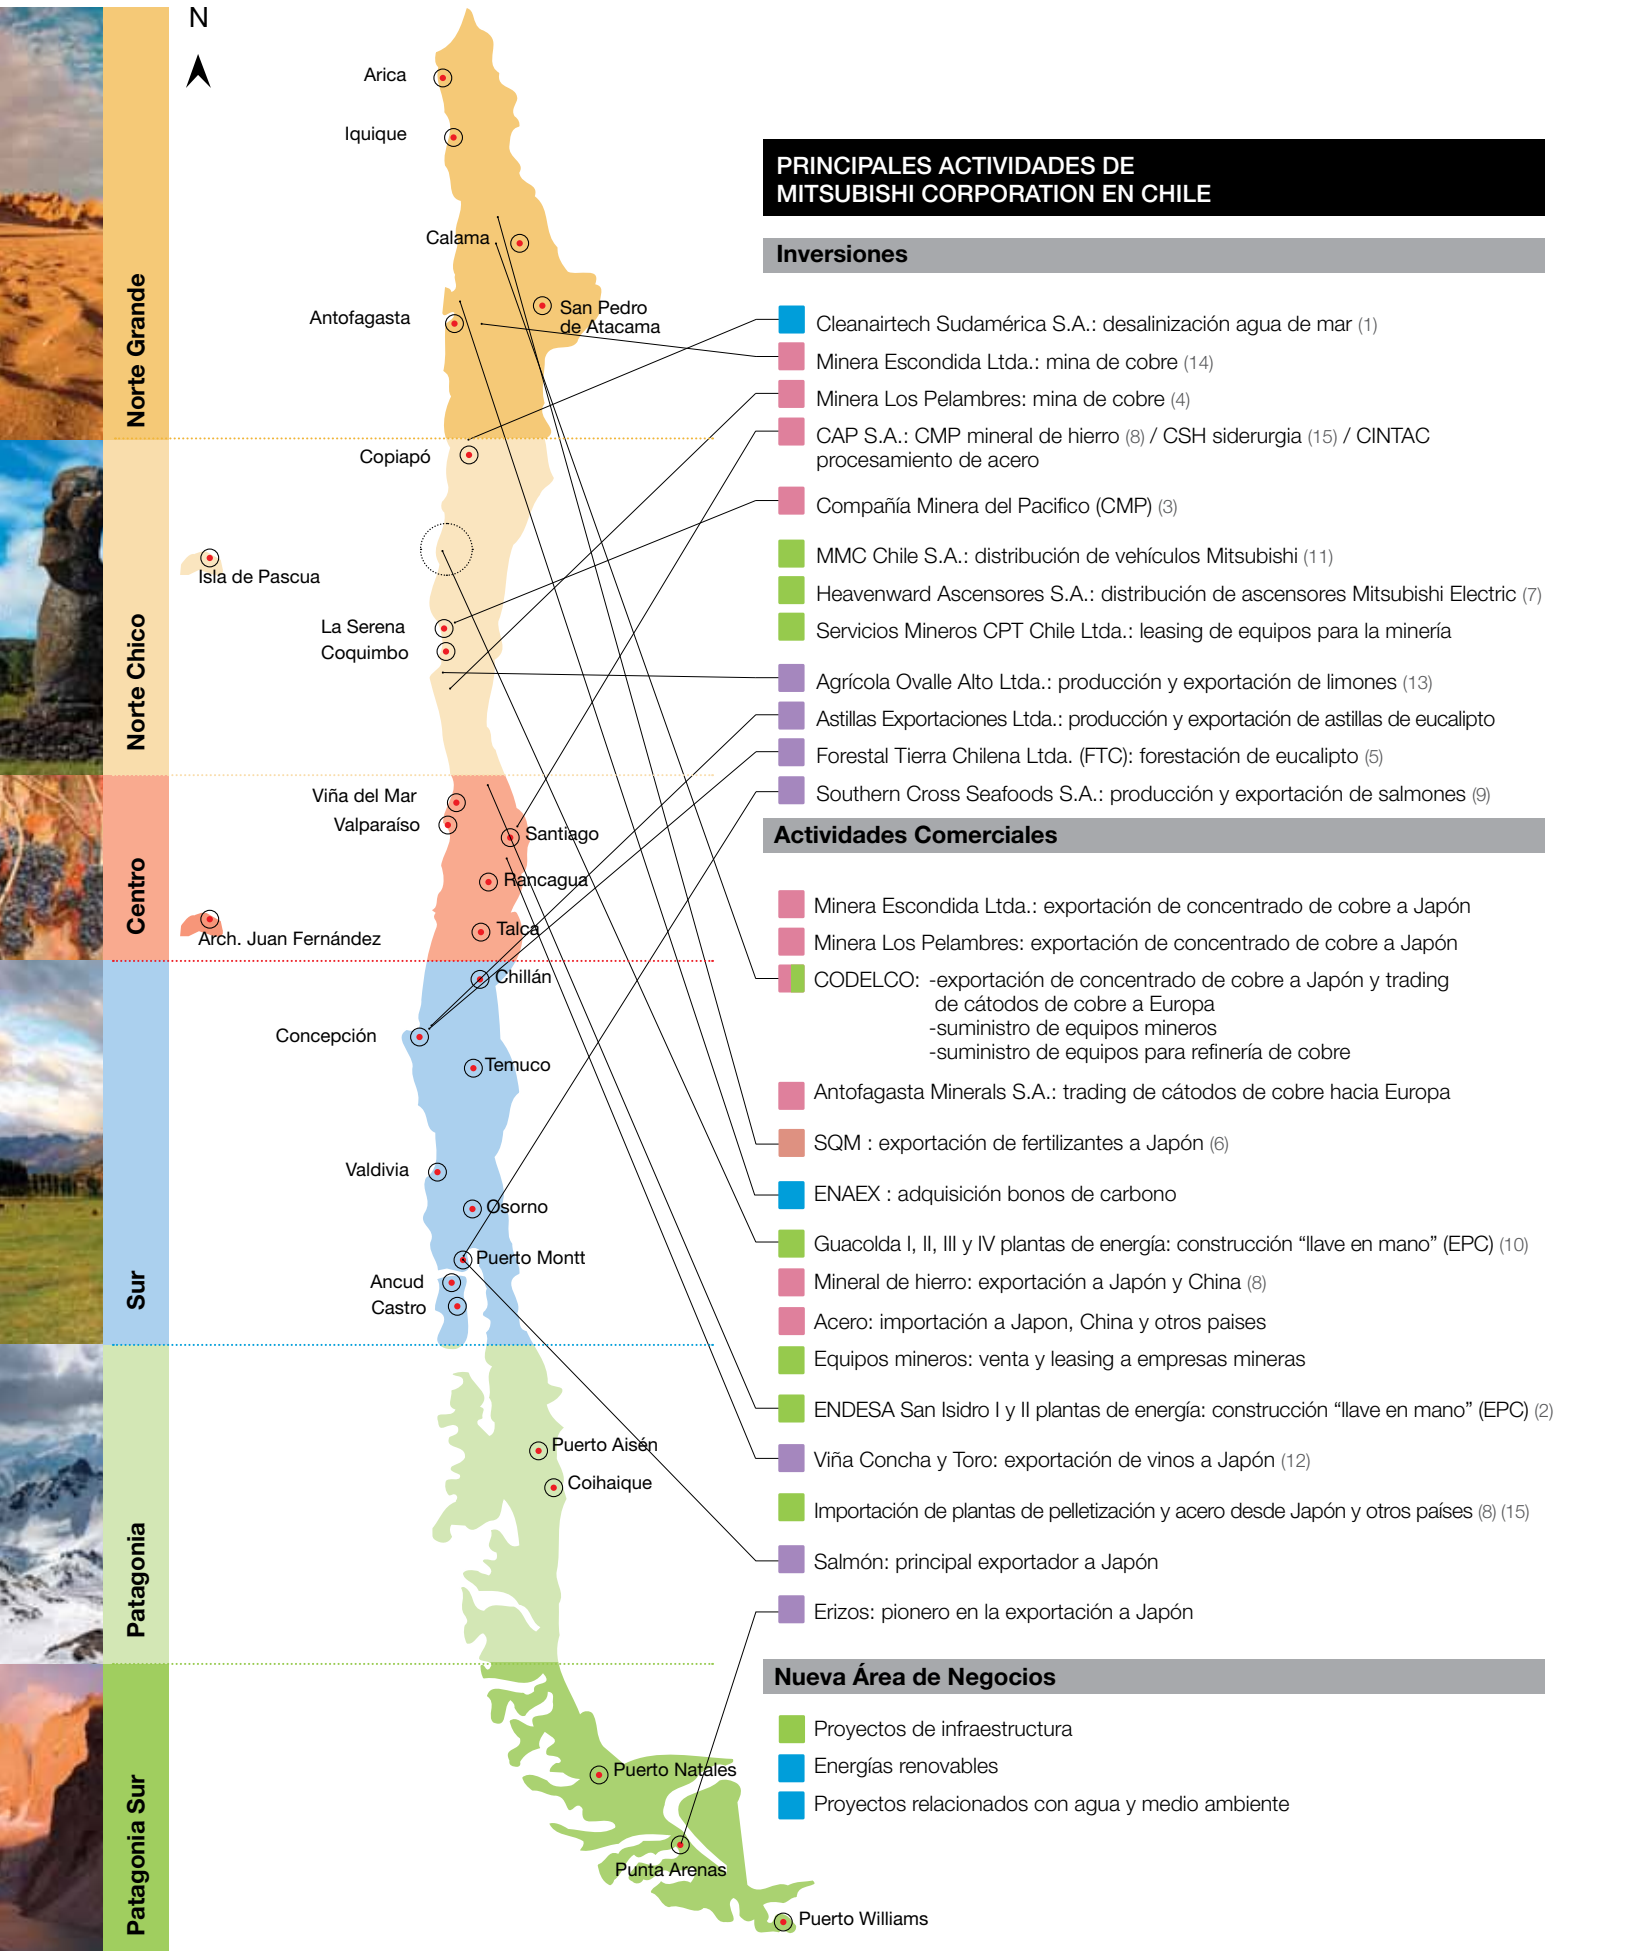 N
Arica
Iquique
Calama
San Pedro
de Atacama
Antofagasta
Norte Grande
Copiapó
Isla de Pascua
La Serena
Coquimbo
Norte Chico
Viña del Mar
Valparaíso
Santiago
Rancagua
Talca
Arch. Juan Fernández
Centro
Chillán
Concepción
Temuco
Valdivia
Osorno
Puerto Montt
Ancud
Castro
Sur
Puerto Aisén
Coihaique
Patagonia
Puerto Natales
Punta Arenas
Puerto Williams
Patagonia Sur
PRINCIPALES ACTIVIDADES DE
MITSUBISHI CORPORATION EN CHILE
Inversiones
Cleanairtech Sudamérica S.A.: desalinización agua de mar (1)
Minera Escondida Ltda.: mina de cobre (14)
Minera Los Pelambres: mina de cobre (4)
CAP S.A.: CMP mineral de hierro (8) / CSH siderurgia (15) / CINTAC
procesamiento de acero
Compañía Minera del Pacifico (CMP) (3)
MMC Chile S.A.: distribución de vehículos Mitsubishi (11)
Heavenward Ascensores S.A.: distribución de ascensores Mitsubishi Electric (7)
Servicios Mineros CPT Chile Ltda.: leasing de equipos para la minería
Agrícola Ovalle Alto Ltda.: producción y exportación de limones (13)
Astillas Exportaciones Ltda.: producción y exportación de astillas de eucalipto
Forestal Tierra Chilena Ltda. (FTC): forestación de eucalipto (5)
Southern Cross Seafoods S.A.: producción y exportación de salmones (9)
Actividades Comerciales
Minera Escondida Ltda.: exportación de concentrado de cobre a Japón
Minera Los Pelambres: exportación de concentrado de cobre a Japón
CODELCO: -exportación de concentrado de cobre a Japón y trading
de cátodos de cobre a Europa
-suministro de equipos mineros
-suministro de equipos para refinería de cobre
Antofagasta Minerals S.A.: trading de cátodos de cobre hacia Europa
SQM : exportación de fertilizantes a Japón (6)
ENAEX : adquisición bonos de carbono
Guacolda I, II, III y IV plantas de energía: construcción “llave en mano” (EPC) (10)
Mineral de hierro: exportación a Japón y China (8)
Acero: importación a Japon, China y otros paises
Equipos mineros: venta y leasing a empresas mineras
ENDESA San Isidro I y II plantas de energía: construcción “llave en mano” (EPC) (2)
Viña Concha y Toro: exportación de vinos a Japón (12)
Importación de plantas de pelletización y acero desde Japón y otros países (8) (15)
Salmón: principal exportador a Japón
Erizos: pionero en la exportación a Japón
Nueva Área de Negocios
Proyectos de infraestructura
Energías renovables
Proyectos relacionados con agua y medio ambiente